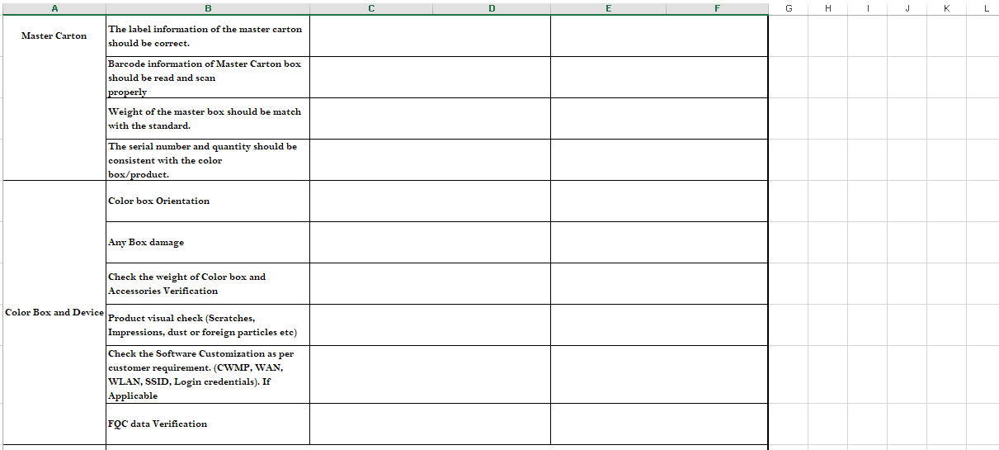 A B C D E F G H I J K L
Master Carton
The label information of the master carton
should be correct.
Barcode information of Master Carton box
should be read and scan
properly
Weight of the master box should be match
with the standard.
The serial number and quantity should be
consistent with the color
box/product.
Color Box and Device
Color box Orientation
Any Box damage
Check the weight of Color box and
Accessories Verification
Product visual check (Scratches,
Impressions, dust or foreign particles etc)
Check the Software Customization as per
customer requirement. (CWMP, WAN,
WLAN, SSID, Login credentials). If
Applicable
FQC data Verification